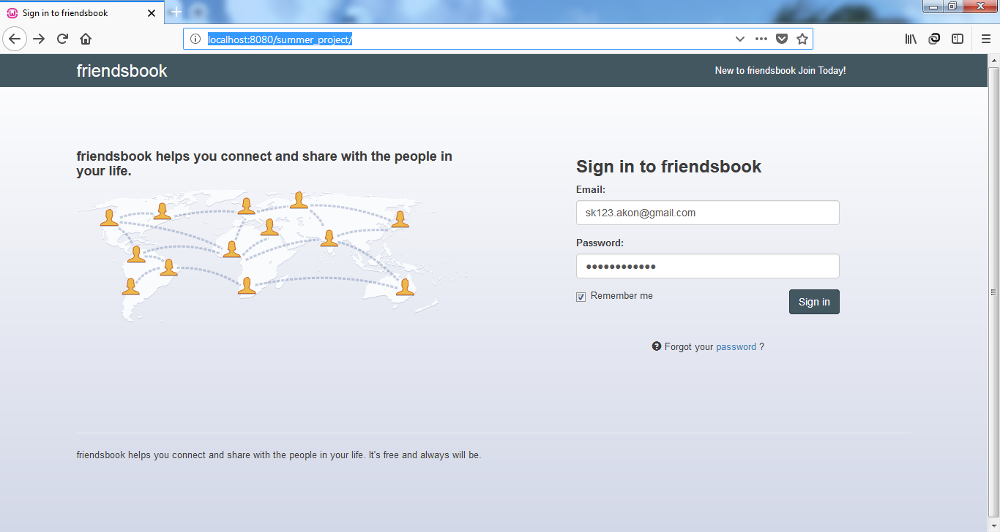 Sign in to friendsbook
localhost:8080/summer_project/
friendsbook
New to friendsbook Join Today!
friendsbook helps you connect and share with the people in
your life.
Sign in to friendsbook
Email:
sk123.akon@gmail.com
Password:
••••••••••••
Remember me
Sign in
Forgot your password ?
friendsbook helps you connect and share with the people in your life. It's free and always will be.